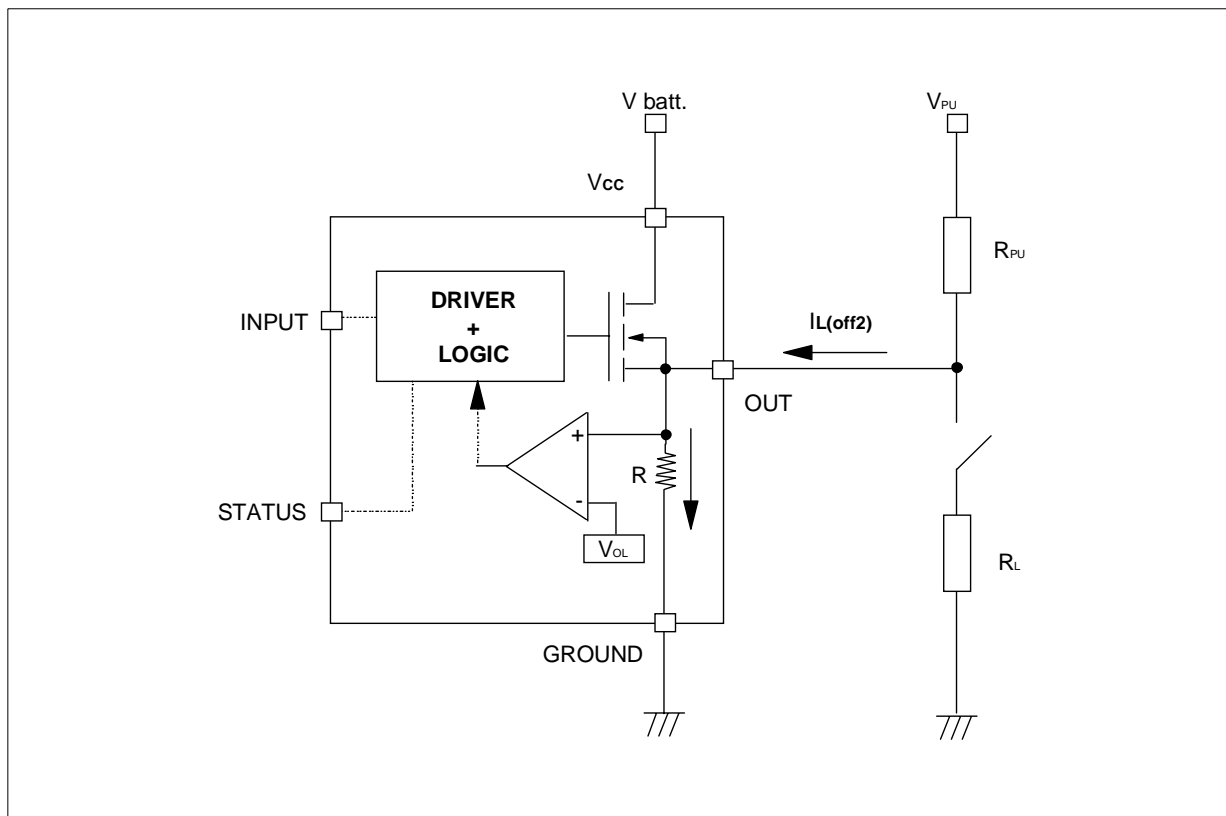 V batt.
VPU
Vcc
RPU
DRIVER
+
LOGIC
INPUT
IL(off2)
OUT
+
R
-
STATUS
VOL
RL
GROUND